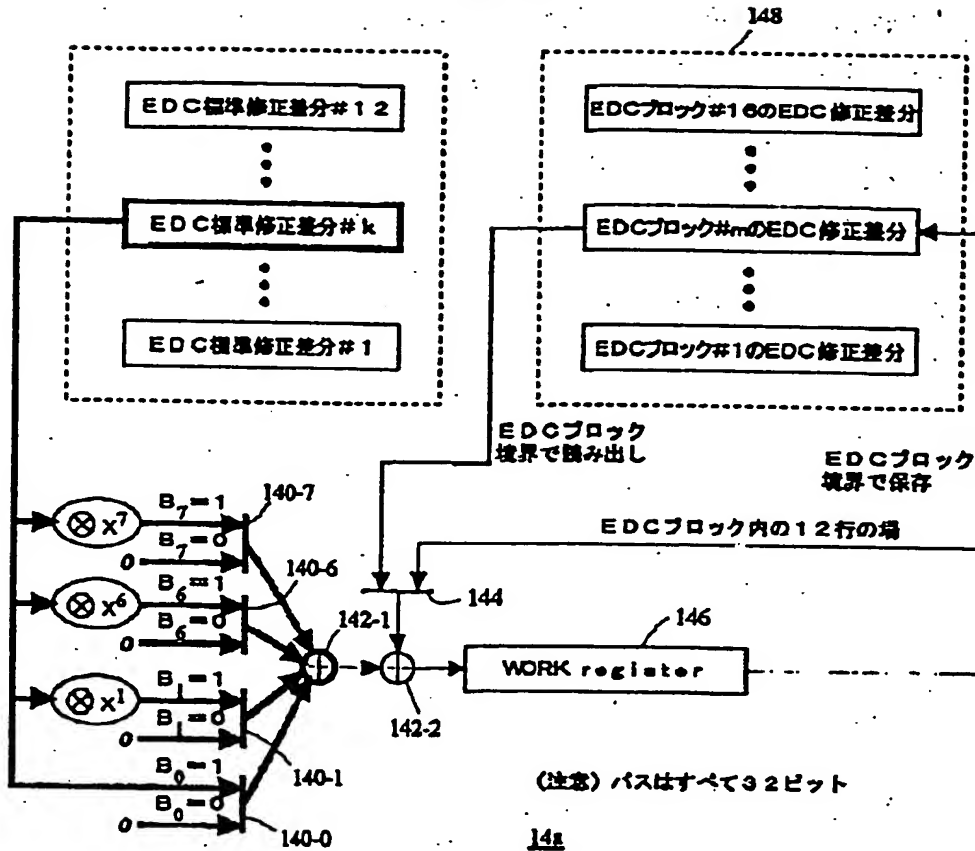 148
EDC標準修正差分#12
EDC標準修正差分#k
EDC標準修正差分#1
EDCブロック#16のEDC修正差分
EDCブロック#mのEDC修正差分
EDCブロック#1のEDC修正差分
EDCブロック
境界で読み出し
EDCブロック
境界で保存
EDCブロック内の12行の場
⊗ X⁷
B₇=1
B₇=0
0
140-7
⊗ X⁶
B₆=1
B₆=0
0
140-6
⊗ X¹
B₁=1
B₁=0
0
140-1
B₀=1
B₀=0
0
140-0
142-1
142-2
144
146
WORK register
(注意)パスはすべて32ビット